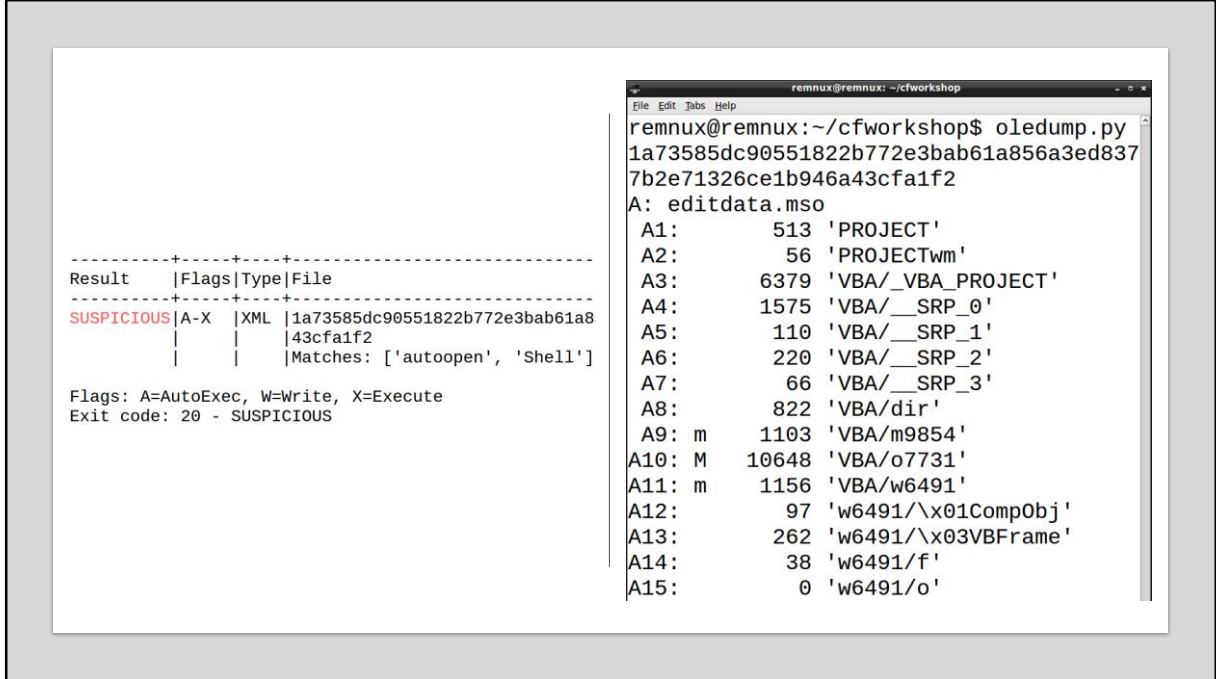 ----------+-----+----+------------------------------
Result    |Flags|Type|File
----------+-----+----+------------------------------
SUSPICIOUS|A-X  |XML |1a73585dc90551822b772e3bab61a8
          |     |    |43cfa1f2
          |     |    |Matches: ['autoopen', 'Shell']
Flags: A=AutoExec, W=Write, X=Execute
Exit code: 20 - SUSPICIOUS
remnux@remnux: ~/cfworkshop
File Edit Tabs Help
remnux@remnux:~/cfworkshop$ oledump.py
1a73585dc90551822b772e3bab61a856a3ed837
7b2e71326ce1b946a43cfa1f2
A: editdata.mso
 A1:       513 'PROJECT'
 A2:        56 'PROJECTwm'
 A3:      6379 'VBA/_VBA_PROJECT'
 A4:      1575 'VBA/__SRP_0'
 A5:       110 'VBA/__SRP_1'
 A6:       220 'VBA/__SRP_2'
 A7:        66 'VBA/__SRP_3'
 A8:       822 'VBA/dir'
 A9: m    1103 'VBA/m9854'
A10: M   10648 'VBA/o7731'
A11: m    1156 'VBA/w6491'
A12:        97 'w6491/\x01CompObj'
A13:       262 'w6491/\x03VBFrame'
A14:        38 'w6491/f'
A15:         0 'w6491/o'